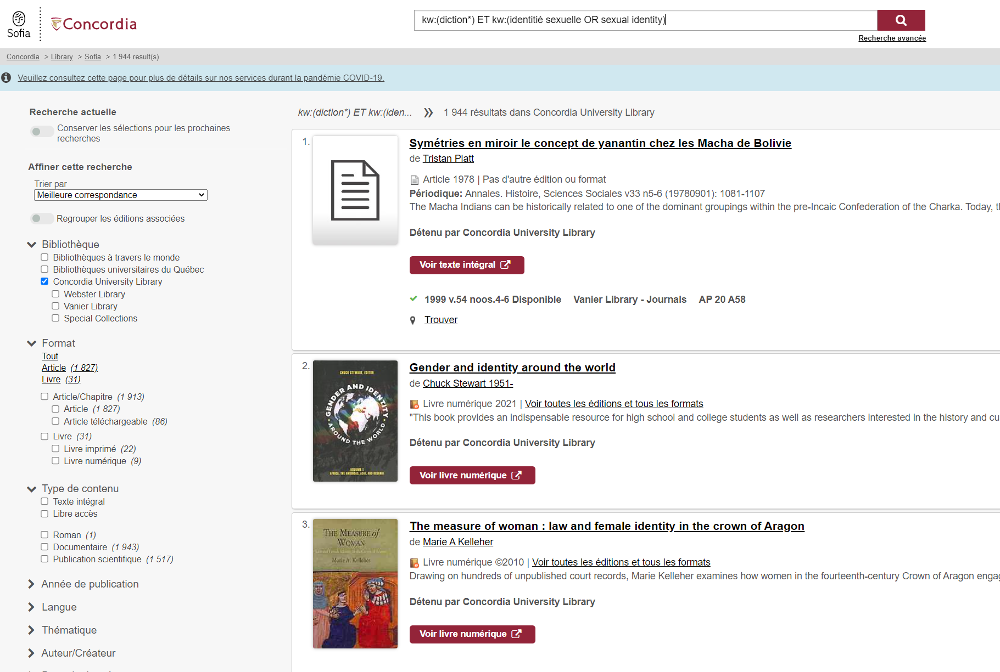 Sofia
Concordia
kw:(diction*) ET kw:(identitié sexuelle OR sexual identity)
Recherche avancée
Concordia > Library > Sofia > 1 944 result(s)
Veuillez consultez cette page pour plus de détails sur nos services durant la pandémie COVID-19.
Recherche actuelle
Conserver les sélections pour les prochaines
recherches
Affiner cette recherche
Trier par
Meilleure correspondance
Regrouper les éditions associées
Bibliothèque
Bibliothèques à travers le monde
Bibliothèques universitaires du Québec
Concordia University Library
Webster Library
Vanier Library
Special Collections
Format
Tout
Article (1 827)
Livre (31)
Article/Chapitre (1 913)
Article (1 827)
Article téléchargeable (86)
Livre (31)
Livre imprimé (22)
Livre numérique (9)
Type de contenu
Texte intégral
Libre accès
Roman (1)
Documentaire (1 943)
Publication scientifique (1 517)
Année de publication
Langue
Thématique
Auteur/Créateur
kw:(diction*) ET kw:(iden... 1 944 résultats dans Concordia University Library
1.
Symétries en miroir le concept de yanantin chez les Macha de Bolivie
de Tristan Platt
Article 1978 | Pas d'autre édition ou format
Périodique: Annales. Histoire, Sciences Sociales v33 n5-6 (19780901): 1081-1107
The Macha Indians can be historically related to one of the dominant groupings within the pre-Incaic Confederation of the Charka. Today, t
Détenu par Concordia University Library
Voir texte intégral
1999 v.54 noos.4-6 Disponible Vanier Library - Journals AP 20 A58
Trouver
2.
CHUCK STEWART, EDITOR
GENDER AND IDENTITY
AROUND THE WORLD
VOLUME 1
AFRICA, THE AMERICAS, ASIA, AND OCEANIA
Gender and identity around the world
de Chuck Stewart 1951-
Livre numérique 2021 | Voir toutes les éditions et tous les formats
"This book provides an indispensable resource for high school and college students as well as researchers interested in the history and cu
Détenu par Concordia University Library
Voir livre numérique
3.
THE MEASURE of
WOMAN
Marie A. Kelleher
The measure of woman : law and female identity in the crown of Aragon
de Marie A Kelleher
Livre numérique ©2010 | Voir toutes les éditions et tous les formats
Drawing on hundreds of unpublished court records, Marie Kelleher examines how women in the fourteenth-century Crown of Aragon enga
Détenu par Concordia University Library
Voir livre numérique